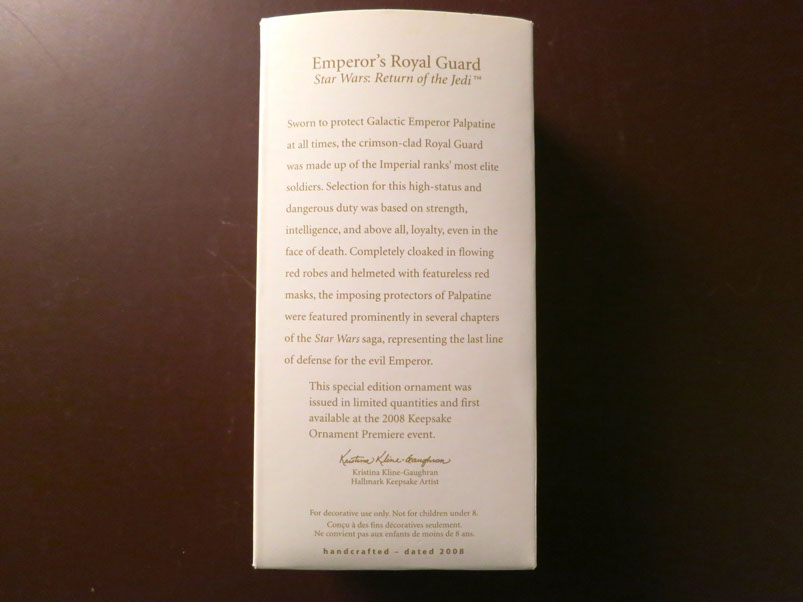 Emperor's Royal Guard
Star Wars: Return of the Jedi™
Sworn to protect Galactic Emperor Palpatine
at all times, the crimson-clad Royal Guard
was made up of the Imperial ranks' most elite
soldiers. Selection for this high-status and
dangerous duty was based on strength,
intelligence, and above all, loyalty, even in the
face of death. Completely cloaked in flowing
red robes and helmeted with featureless red
masks, the imposing protectors of Palpatine
were featured prominently in several chapters
of the Star Wars saga, representing the last line
of defense for the evil Emperor.
This special edition ornament was
issued in limited quantities and first
available at the 2008 Keepsake
Ornament Premiere event.
Kristina Kline-Gaughran
Kristina Kline-Gaughran
Hallmark Keepsake Artist
For decorative use only. Not for children under 8.
Conçu à des fins décoratives seulement.
Ne convient pas aux enfants de moins de 8 ans.
handcrafted – dated 2008